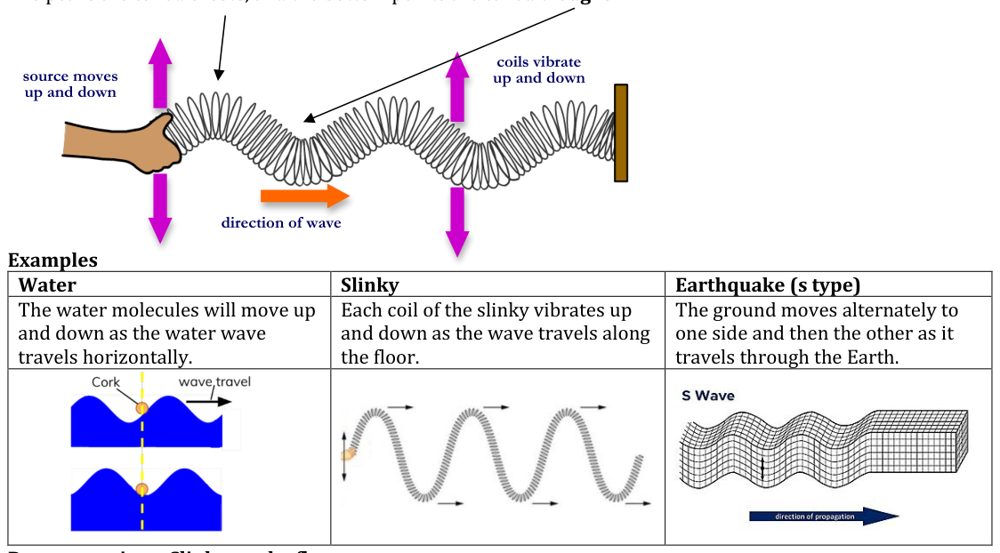 source moves
up and down
coils vibrate
up and down
direction of wave
Examples
Water
Slinky
Earthquake (s type)
The water molecules will move up
and down as the water wave
travels horizontally.
Each coil of the slinky vibrates up
and down as the wave travels along
the floor.
The ground moves alternately to
one side and then the other as it
travels through the Earth.
Cork
wave travel
S Wave
direction of propagation